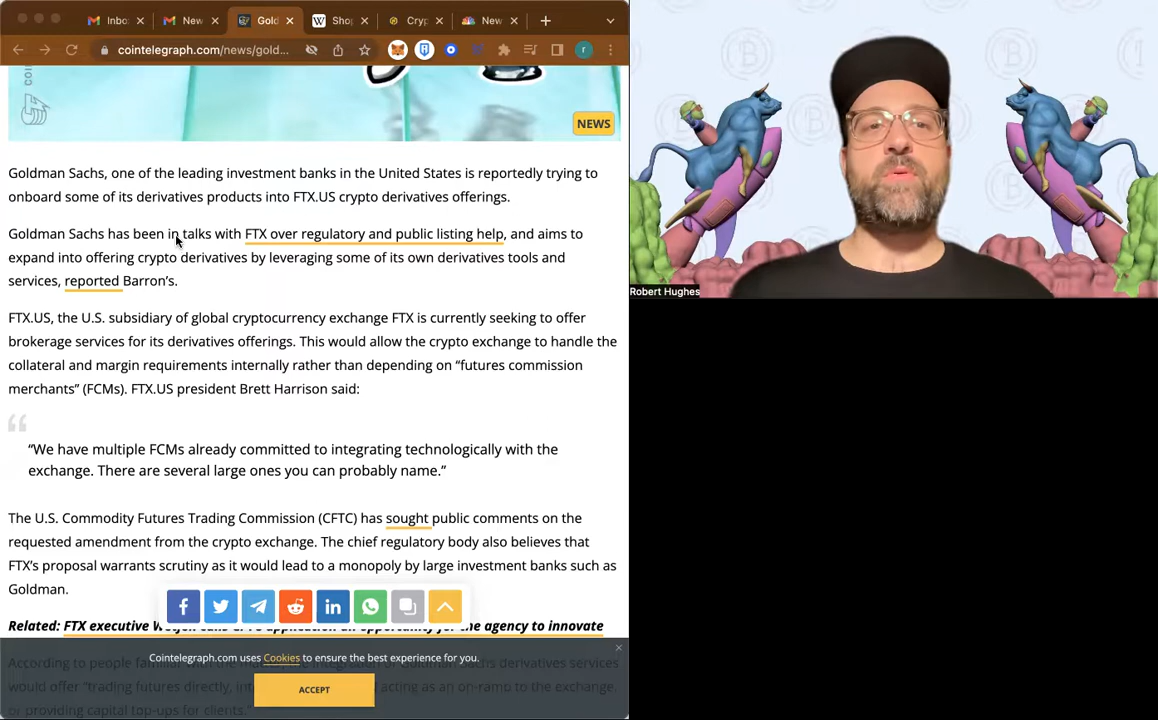 Inbo
New
Gold
Shop
Cryp
New
cointelegraph.com/news/gold...
r
NEWS
Goldman Sachs, one of the leading investment banks in the United States is reportedly trying to
onboard some of its derivatives products into FTX.US crypto derivatives offerings.
Goldman Sachs has been in talks with FTX over regulatory and public listing help, and aims to
expand into offering crypto derivatives by leveraging some of its own derivatives tools and
services, reported Barron’s.
FTX.US, the U.S. subsidiary of global cryptocurrency exchange FTX is currently seeking to offer
brokerage services for its derivatives offerings. This would allow the crypto exchange to handle the
collateral and margin requirements internally rather than depending on “futures commission
merchants” (FCMs). FTX.US president Brett Harrison said:
“We have multiple FCMs already committed to integrating technologically with the
exchange. There are several large ones you can probably name.”
The U.S. Commodity Futures Trading Commission (CFTC) has sought public comments on the
requested amendment from the crypto exchange. The chief regulatory body also believes that
FTX’s proposal warrants scrutiny as it would lead to a monopoly by large investment banks such as
Goldman.
Related: FTX executive an opportunity for the agency to innovate
Cointelegraph.com uses Cookies to ensure the best experience for you.
According to people familiar with the derivatives services
would offer “trading futures directly, acting as an on-ramp to the exchange,
ACCEPT
or providing capital top-ups for clients.”
Robert Hughes